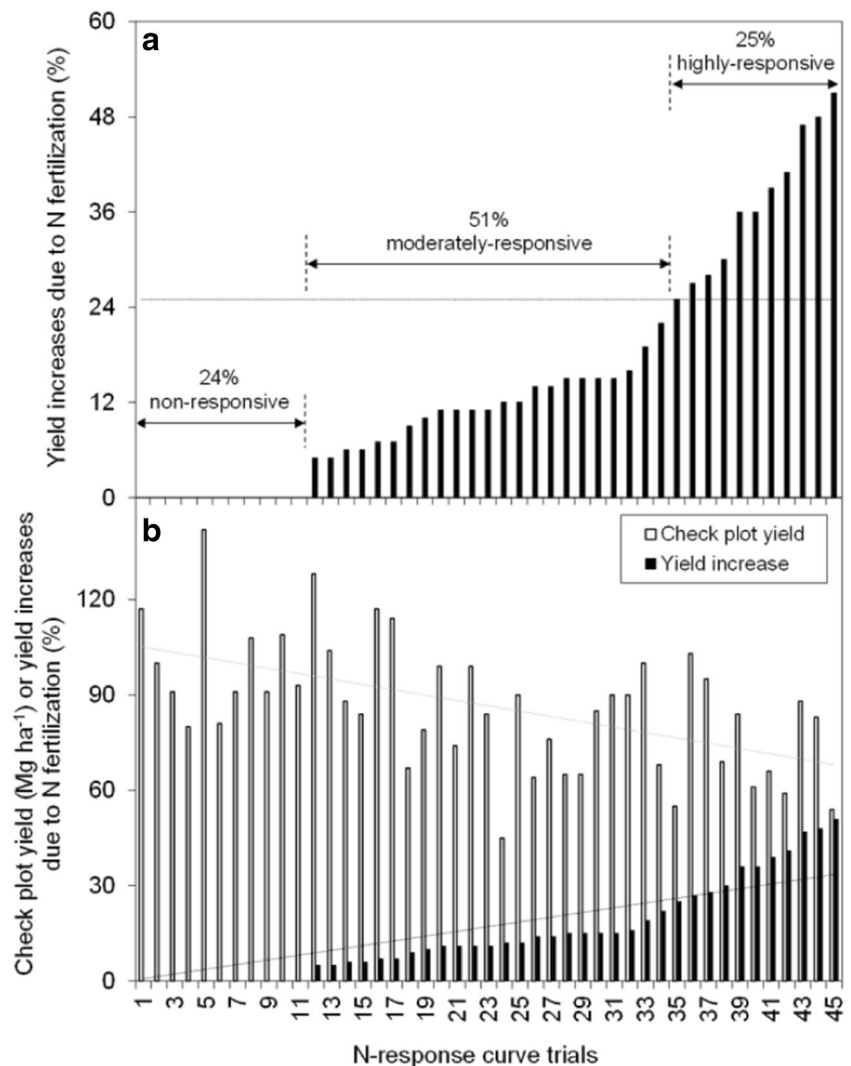 a
Yield increases due to N fertilization (%)
60
48
36
24
12
0
25%
highly-responsive
51%
moderately-responsive
24%
non-responsive
b
Check plot yield (Mg ha⁻¹) or yield increases
due to N fertilization (%)
120
90
60
30
0
Check plot yield
Yield increase
1 3 5 7 9 11 13 15 17 19 21 23 25 27 29 31 33 35 37 39 41 43 45
N-response curve trials